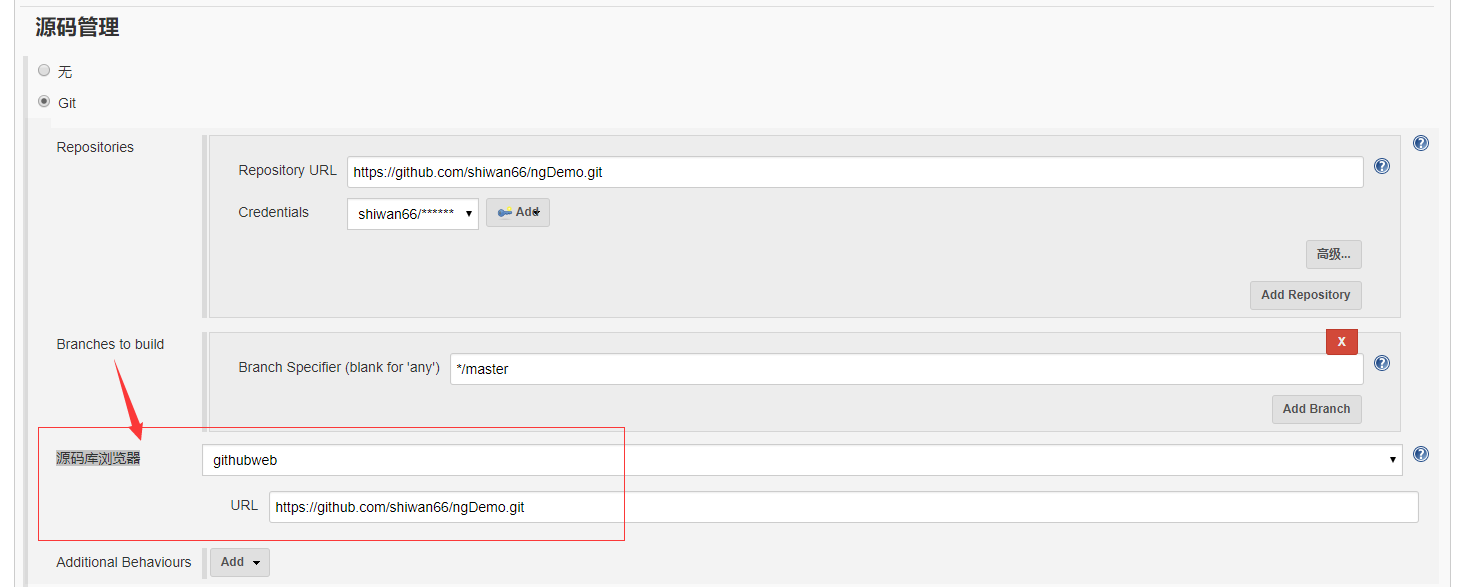 源码管理
无
Git
Repositories
Repository URL https://github.com/shiwan66/ngDemo.git
Credentials shiwan66/****** Add
高级...
Add Repository
Branches to build
X
Branch Specifier (blank for 'any') */master
Add Branch
源码库浏览器 githubweb
URL https://github.com/shiwan66/ngDemo.git
Additional Behaviours Add